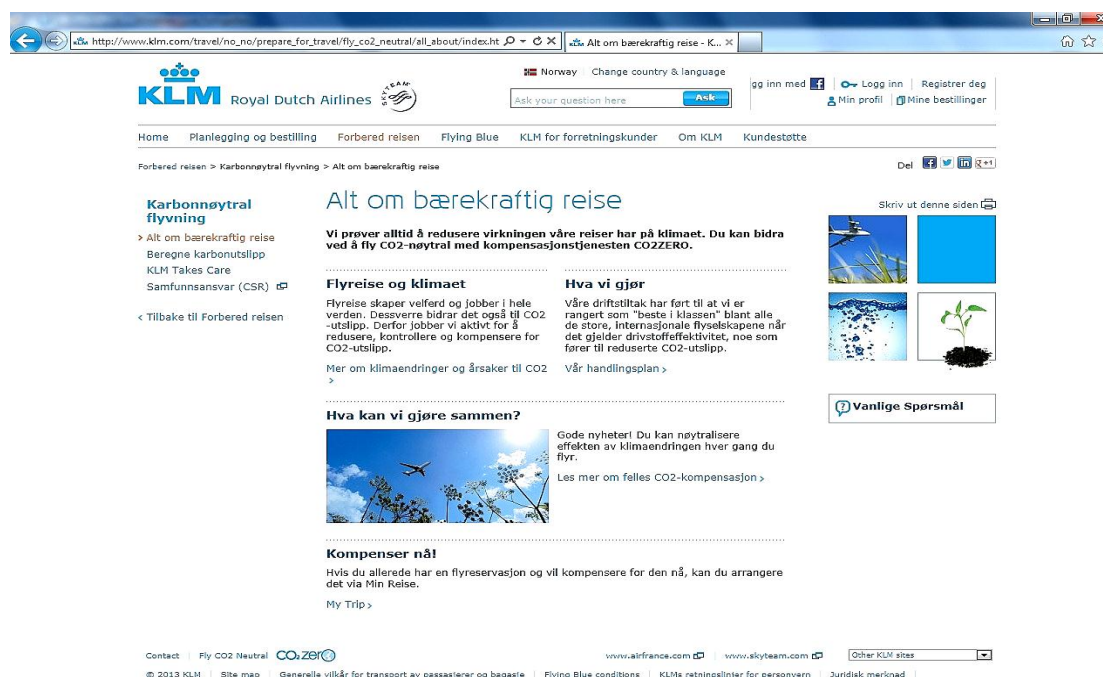 http://www.klm.com/travel/no_no/prepare_for_travel/fly_co2_neutral/all_about/index.ht
Alt om bærekraftig reise - K...
KLM Royal Dutch Airlines
SKYTEAM
Norway Change country & language
Ask your question here Ask
gg inn med Logg inn Registrer deg
Min profil Mine bestillinger
Home Planlegging og bestilling Forbered reisen Flying Blue KLM for forretningskunder Om KLM Kundestøtte
Forbered reisen > Karbonnøytral flyvning > Alt om bærekraftig reise
Del
Karbonnøytral
flyvning
> Alt om bærekraftig reise
Beregne karbonutslipp
KLM Takes Care
Samfunnsansvar (CSR)
< Tilbake til Forbered reisen
Alt om bærekraftig reise
Vi prøver alltid å redusere virkningen våre reiser har på klimaet. Du kan bidra
ved å fly CO2-nøytral med kompensasjonstjenesten CO2ZERO.
Flyreise og klimaet
Flyreise skaper velferd og jobber i hele
verden. Dessverre bidrar det også til CO2
-utslipp. Derfor jobber vi aktivt for å
redusere, kontrollere og kompensere for
CO2-utslipp.
Mer om klimaendringer og årsaker til CO2
>
Hva vi gjør
Våre driftstiltak har ført til at vi er
rangert som "beste i klassen" blant alle
de store, internasjonale flyselskapene når
det gjelder drivstoffeffektivitet, noe som
fører til reduserte CO2-utslipp.
Vår handlingsplan >
Hva kan vi gjøre sammen?
Gode nyheter! Du kan nøytralisere
effekten av klimaendringen hver gang du
flyr.
Les mer om felles CO2-kompensasjon >
Kompenser nå!
Hvis du allerede har en flyreservasjon og vil kompensere for den nå, kan du arrangere
det via Min Reise.
My Trip >
Skriv ut denne siden
Vanlige Spørsmål
Contact Fly CO2 Neutral CO2ZERO www.airfrance.com www.skyteam.com Other KLM sites
© 2013 KLM Site map Generelle vilkår for transport av passasjerer og bagasje Flying Blue conditions KLMs retningslinjer for personvern Juridisk merknad